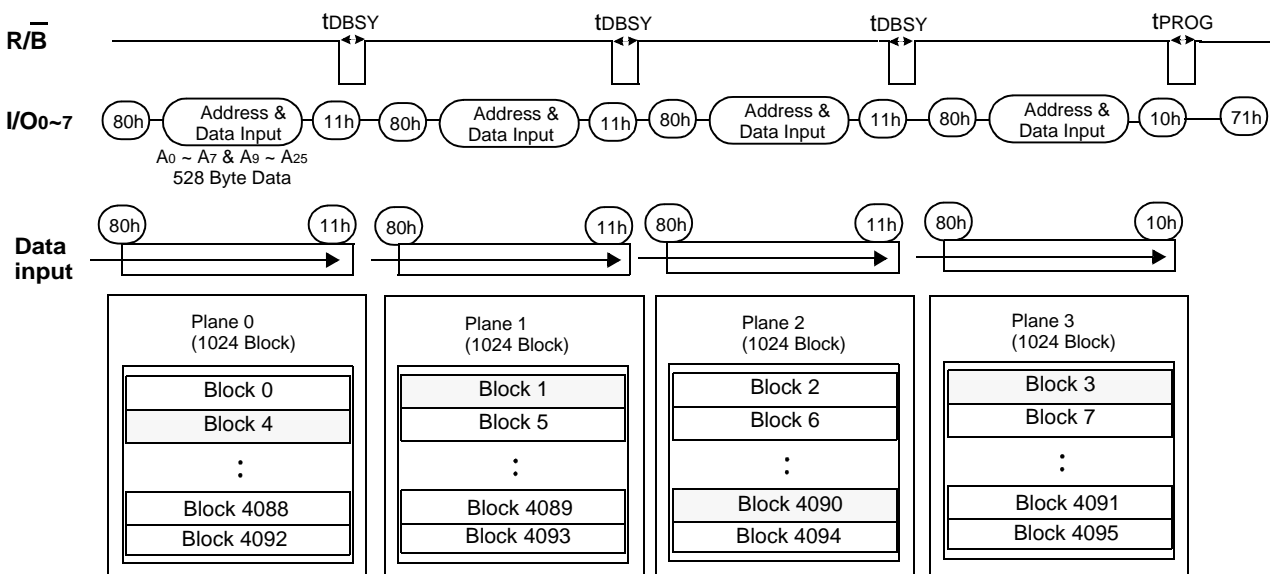 tDBSY tDBSY tDBSY tPROG
R/B
I/O0~7 80h Address & Data Input 11h 80h Address & Data Input 11h 80h Address & Data Input 11h 80h Address & Data Input 10h 71h
A0 ~ A7 & A9 ~ A25
528 Byte Data
Data input
80h 11h 80h 11h 80h 11h 80h 10h
Plane 0
(1024 Block)
Block 0
Block 4
:
Block 4088
Block 4092
Plane 1
(1024 Block)
Block 1
Block 5
:
Block 4089
Block 4093
Plane 2
(1024 Block)
Block 2
Block 6
:
Block 4090
Block 4094
Plane 3
(1024 Block)
Block 3
Block 7
:
Block 4091
Block 4095